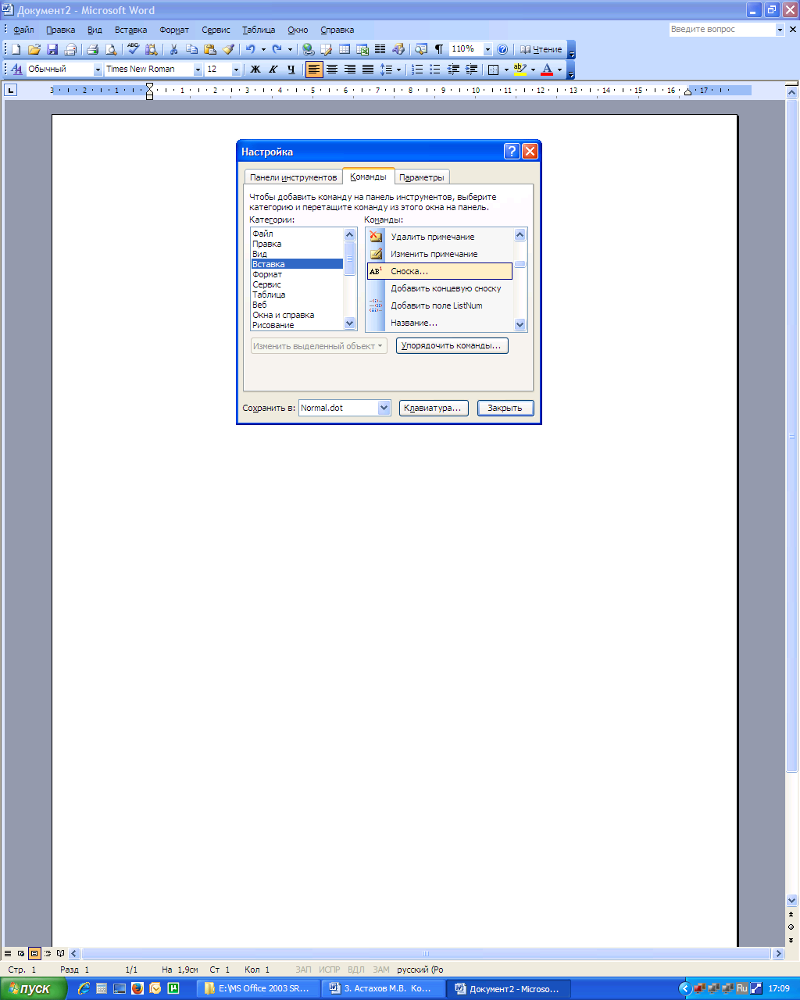 Документ2 - Microsoft Word
Файл Правка Вид Вставка Формат Сервис Таблица Окно Справка Введите вопрос
110% Чтение
Обычный Times New Roman 12 Ж К Ч
3 2 1 1 2 3 4 5 6 7 8 9 10 11 12 13 14 15 16 17
Настройка
Панели инструментов Команды Параметры
Чтобы добавить команду на панель инструментов, выберите
категорию и перетащите команду из этого окна на панель.
Категории: Команды:
Файл
Правка
Вид
Вставка
Формат
Сервис
Таблица
Веб
Окна и справка
Рисование
Удалить примечание
Изменить примечание
AB1 Сноска...
Добавить концевую сноску
Добавить поле ListNum
Название...
Изменить выделенный объект Упорядочить команды...
Сохранить в: Normal.dot Клавиатура... Закрыть
Стр. 1 Разд 1 1/1 На 1,9см Ст 1 Кол 1 ЗАП ИСПР ВДЛ ЗАМ русский (Ро
пуск E:\MS Office 2003 SR... 3. Астахов М.В. Ко... Документ2 - Microso... Ru 17:09